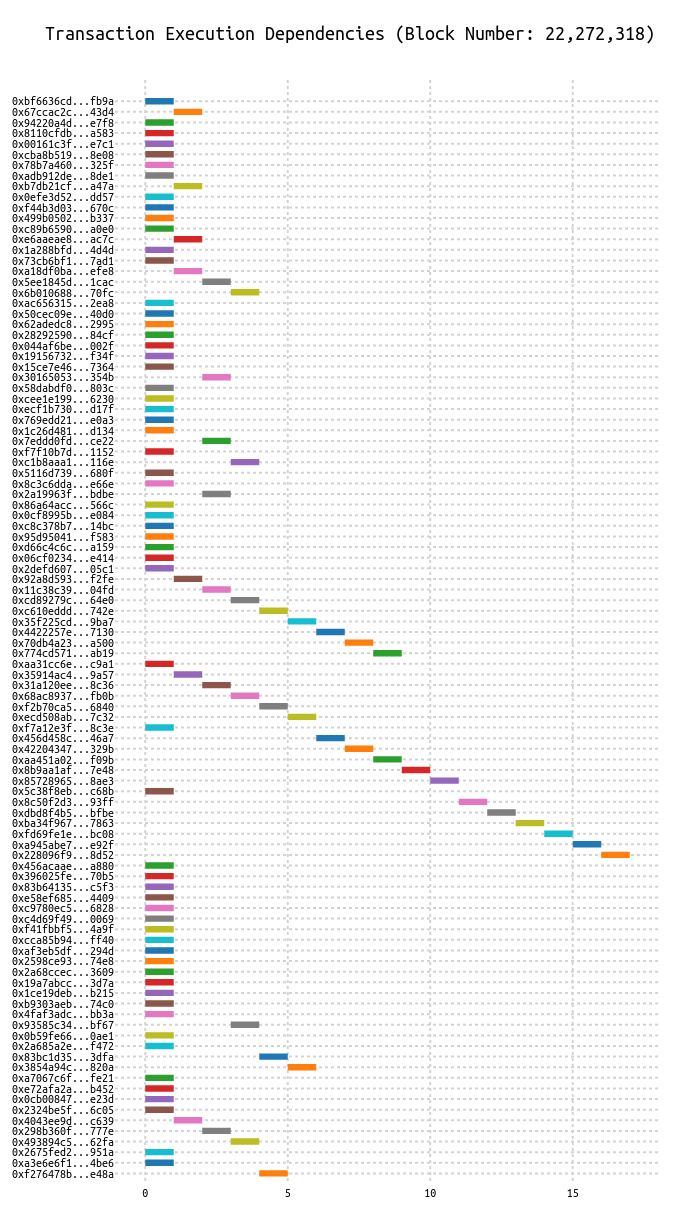 Transaction Execution Dependencies (Block Number: 22,272,318)
0xbf6636cd...fb9a
0x67ccac2c...43d4
0x94220a4d...e7f8
0x8110cfdb...a583
0x00161c3f...e7c1
0xcba8b519...8e08
0x78b7a460...325f
0xadb912de...8de1
0xb7db21cf...a47a
0x0efe3d52...dd57
0xf44b3d03...670c
0x499b0502...b337
0xc89b6590...a0e0
0xe6aaeae8...ac7c
0x1a288bfd...4d4d
0x73cb6bf1...7ad1
0xa18df0ba...efe8
0x5ee1845d...1cac
0x6b010688...70fc
0xac656315...2ea8
0x50cec09e...40d0
0x62adedc8...2995
0x28292590...84cf
0x044af6be...002f
0x19156732...f34f
0x15ce7e46...7364
0x30165053...354b
0x58dabdf0...803c
0xcee1e199...6230
0xecf1b730...d17f
0x769edd21...e0a3
0x1c26d481...d134
0x7eddd0fd...ce22
0xf7f10b7d...1152
0xc1b8aaa1...116e
0x5116d739...680f
0x8c3c6dda...e66e
0x2a19963f...bdbe
0x86a64acc...566c
0x0cf8995b...e084
0xc8c378b7...14bc
0x95d95041...f583
0xd66c4c6c...a159
0x06cf0234...e414
0x2defd607...05c1
0x92a8d593...f2fe
0x11c38c39...04fd
0xcd89279c...64e0
0xc610eddd...742e
0x35f225cd...9ba7
0x4422257e...7130
0x70db4a23...a500
0x774cd571...ab19
0xaa31cc6e...c9a1
0x35914ac4...9a57
0x31a120ee...8c36
0x68ac8937...fb0b
0xf2b70ca5...6840
0xecd508ab...7c32
0xf7a12e3f...8c3e
0x456d458c...46a7
0x42204347...329b
0xaa451a02...f09b
0x8b9aa1af...7e48
0x85728965...8ae3
0x5c38f8eb...c68b
0x8c50f2d3...93ff
0xdbd8f4b5...bfbe
0xba34f967...7863
0xfd69fe1e...bc08
0xa945abe7...e92f
0x228096f9...8d52
0x456acaae...a880
0x396025fe...70b5
0x83b64135...c5f3
0xe58ef685...4409
0xc9780ec5...6828
0xc4d69f49...0069
0xf41fbbf5...4a9f
0xcca85b94...ff40
0xaf3eb5df...294d
0x2598ce93...74e8
0x2a68ccec...3609
0x19a7abcc...3d7a
0x1ce19deb...b215
0xb9303aeb...74c0
0x4faf3adc...bb3a
0x93585c34...bf67
0x0b59fe66...0ae1
0x2a685a2e...f472
0x83bc1d35...3dfa
0x3854a94c...820a
0xa7067c6f...fe21
0xe72afa2a...b452
0x0cb00847...e23d
0x2324be5f...6c05
0x4043ee9d...c639
0x298b360f...777e
0x493894c5...62fa
0x2675fed2...951a
0xa3e6e6f1...4be6
0xf276478b...e48a
0 5 10 15